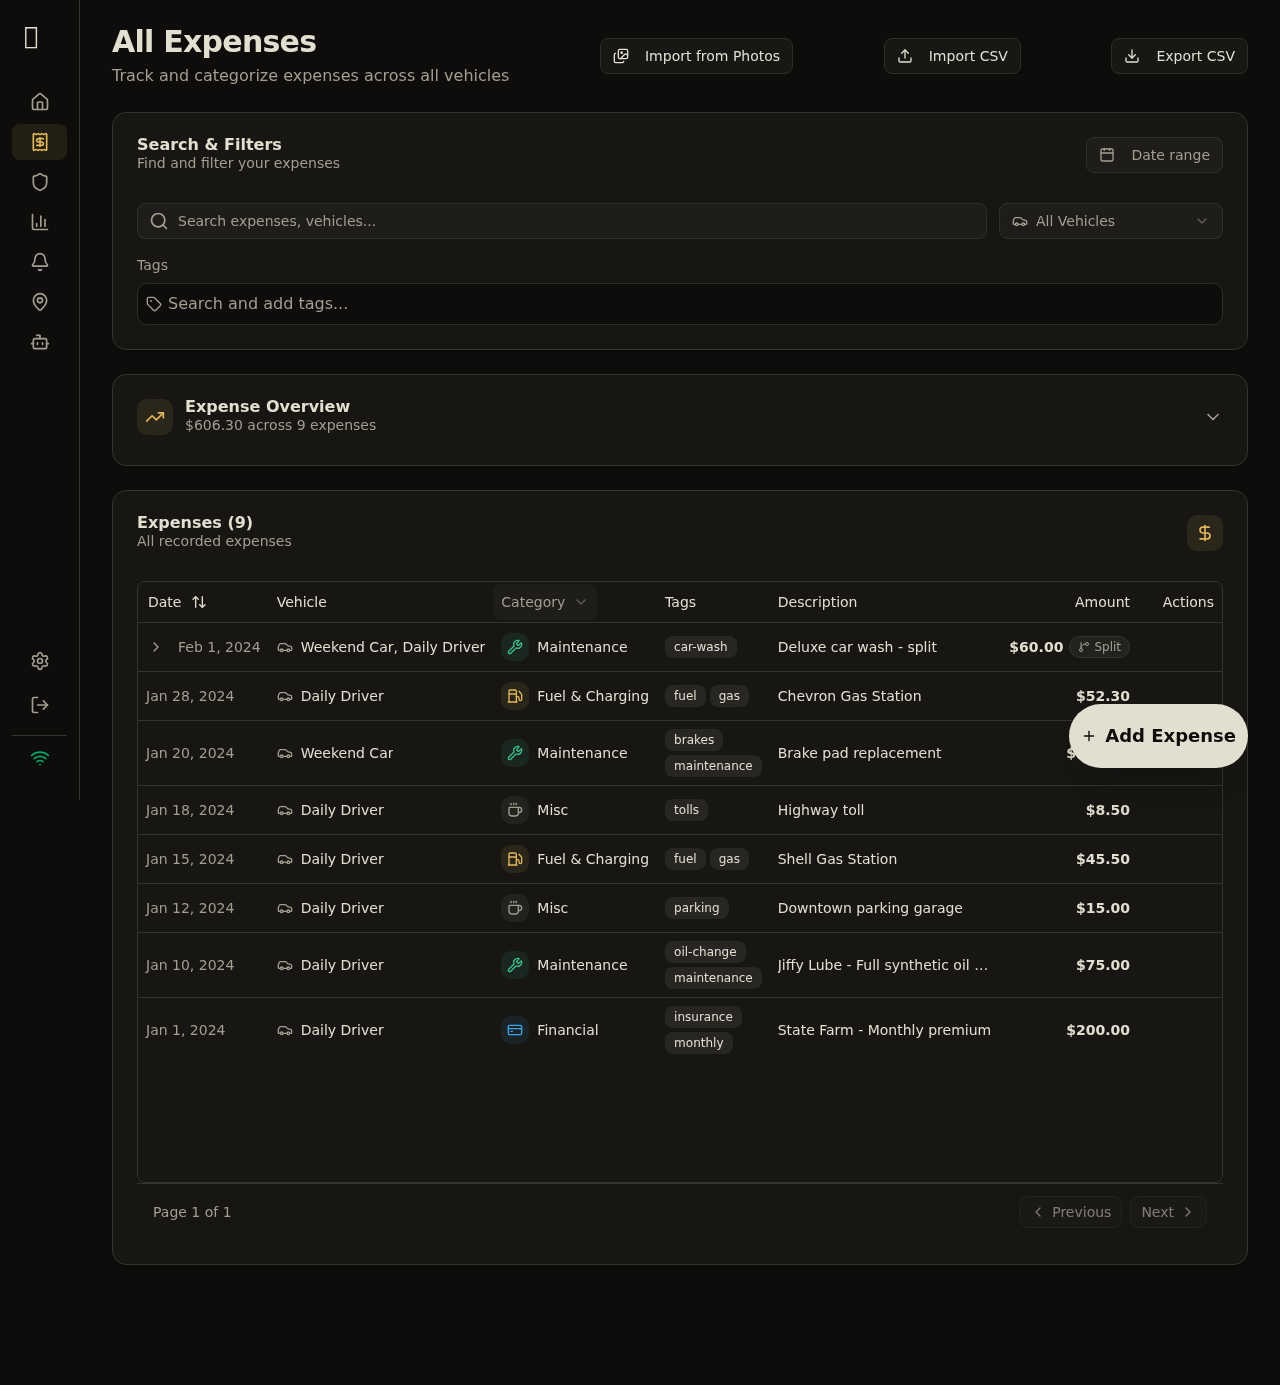 All Expenses
Track and categorize expenses across all vehicles
Import from Photos
Import CSV
Export CSV
Search & Filters
Find and filter your expenses
Date range
Search expenses, vehicles...
All Vehicles
Tags
Search and add tags...
Expense Overview
$606.30 across 9 expenses
Expenses (9)
All recorded expenses
Date Vehicle Category Tags Description Amount Actions
Feb 1, 2024 Weekend Car, Daily Driver Maintenance car-wash Deluxe car wash - split $60.00 Split
Jan 28, 2024 Daily Driver Fuel & Charging fuel gas Chevron Gas Station $52.30
Add Expense
Jan 20, 2024 Weekend Car Maintenance brakes maintenance Brake pad replacement
Jan 18, 2024 Daily Driver Misc tolls Highway toll $8.50
Jan 15, 2024 Daily Driver Fuel & Charging fuel gas Shell Gas Station $45.50
Jan 12, 2024 Daily Driver Misc parking Downtown parking garage $15.00
Jan 10, 2024 Daily Driver Maintenance oil-change maintenance Jiffy Lube - Full synthetic oil ... $75.00
Jan 1, 2024 Daily Driver Financial insurance monthly State Farm - Monthly premium $200.00
Page 1 of 1
Previous
Next